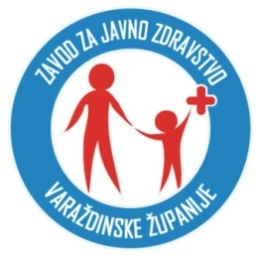 ZAVOD ZA JAVNO ZDRAVSTVO
VARAŽDINSKE ŽUPANIJE